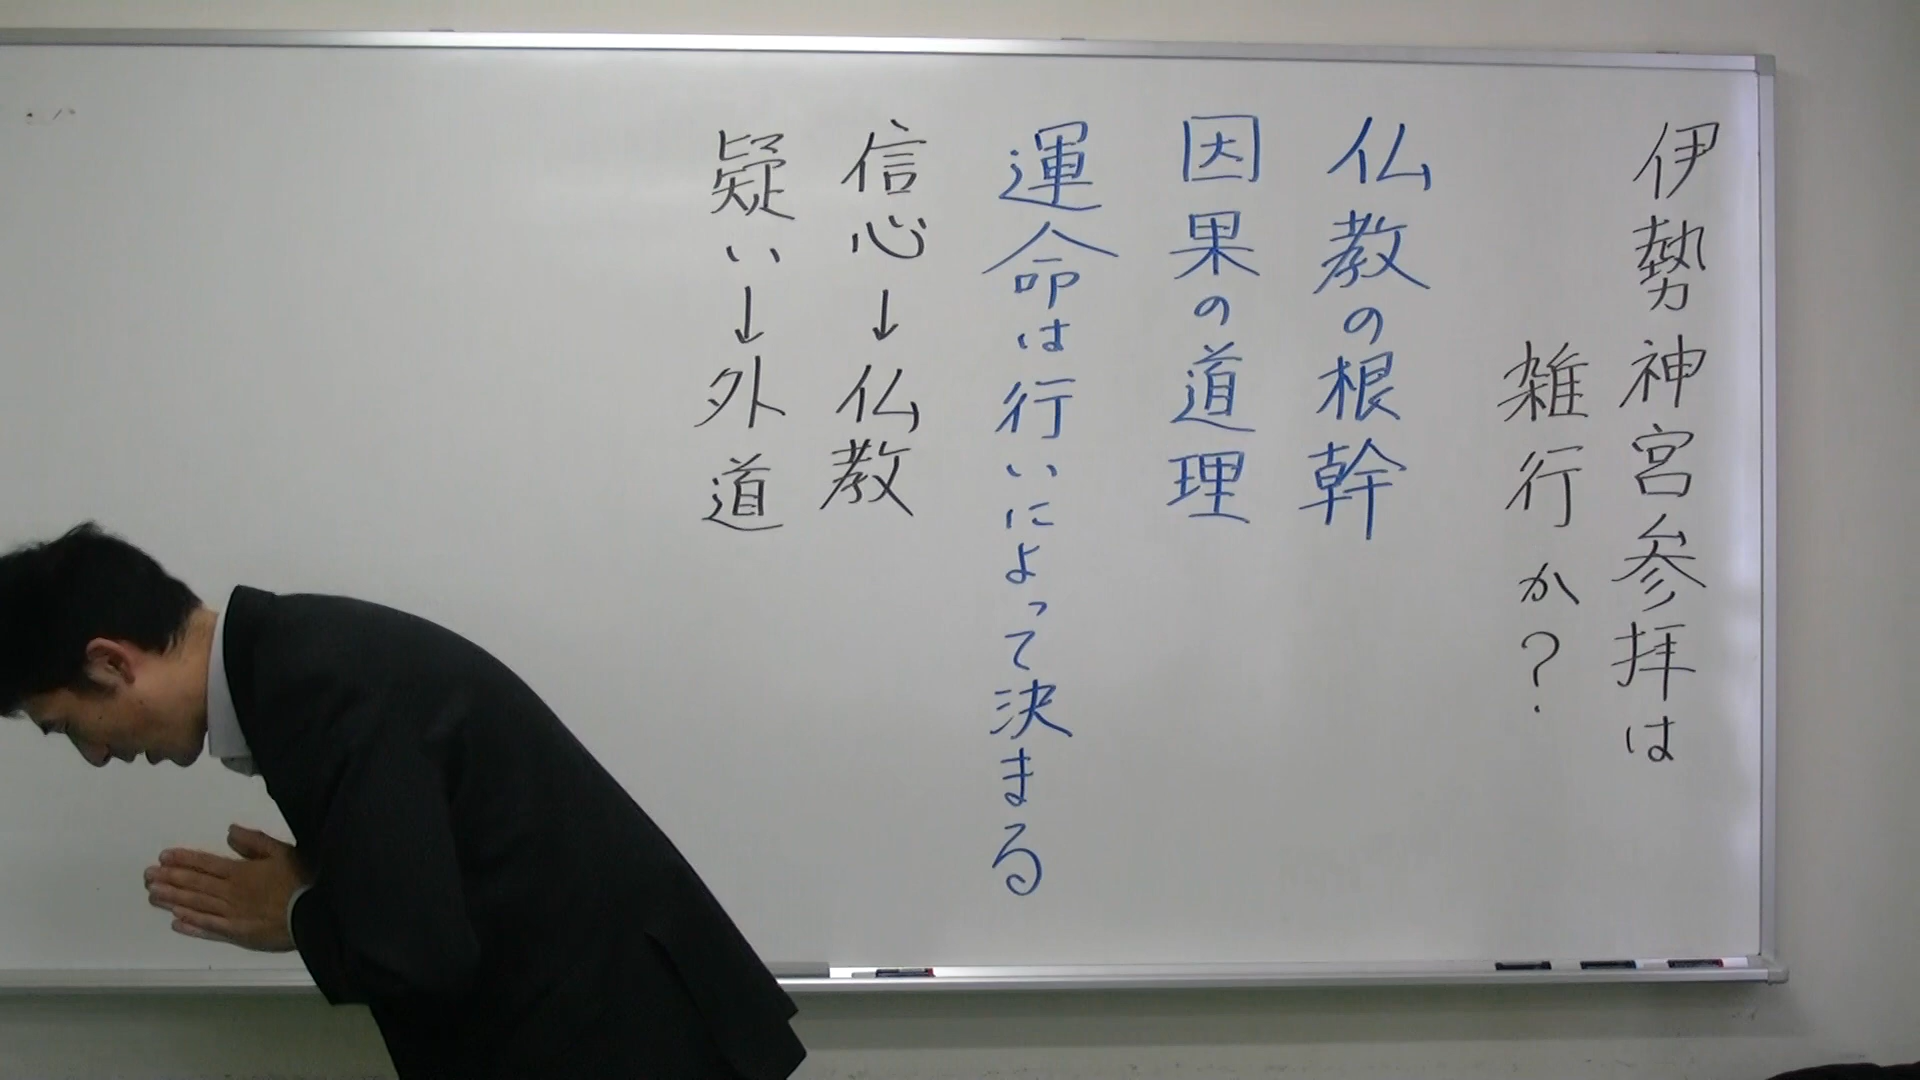 伊勢神宮参拝は
雑行か?
仏教の根幹
因果の道理
運命は行いによって決まる
信心→仏教
疑い→外道